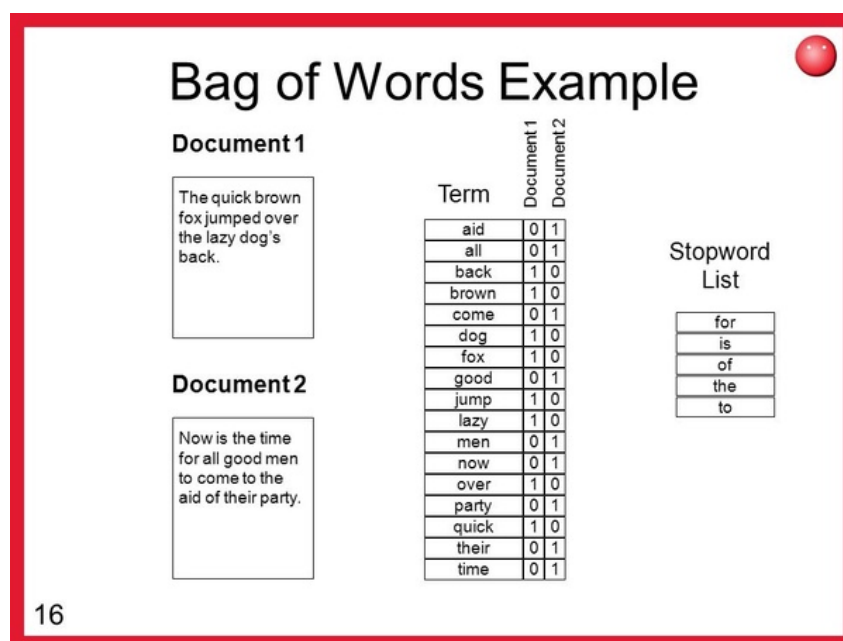 Bag of Words Example
Document 1
The quick brown
fox jumped over
the lazy dog's
back.
Document 2
Now is the time
for all good men
to come to the
aid of their party.
Term Document 1 Document 2
aid 0 1
all 0 1
back 1 0
brown 1 0
come 0 1
dog 1 0
fox 1 0
good 0 1
jump 1 0
lazy 1 0
men 0 1
now 0 1
over 1 0
party 0 1
quick 1 0
their 0 1
time 0 1
Stopword
List
for
is
of
the
to
16